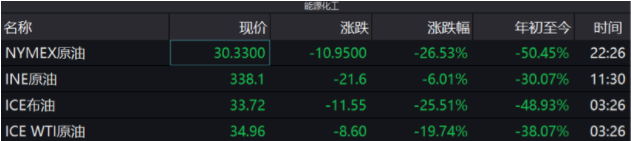 能源化工
名称 现价 涨跌 涨跌幅 年初至今 时间
NYMEX原油 30.3300 -10.9500 -26.53% -50.45% 22:26
INE原油 338.1 -21.6 -6.01% -30.07% 11:30
ICE布油 33.72 -11.55 -25.51% -48.93% 03:26
ICE WTI原油 34.96 -8.60 -19.74% -38.07% 03:26